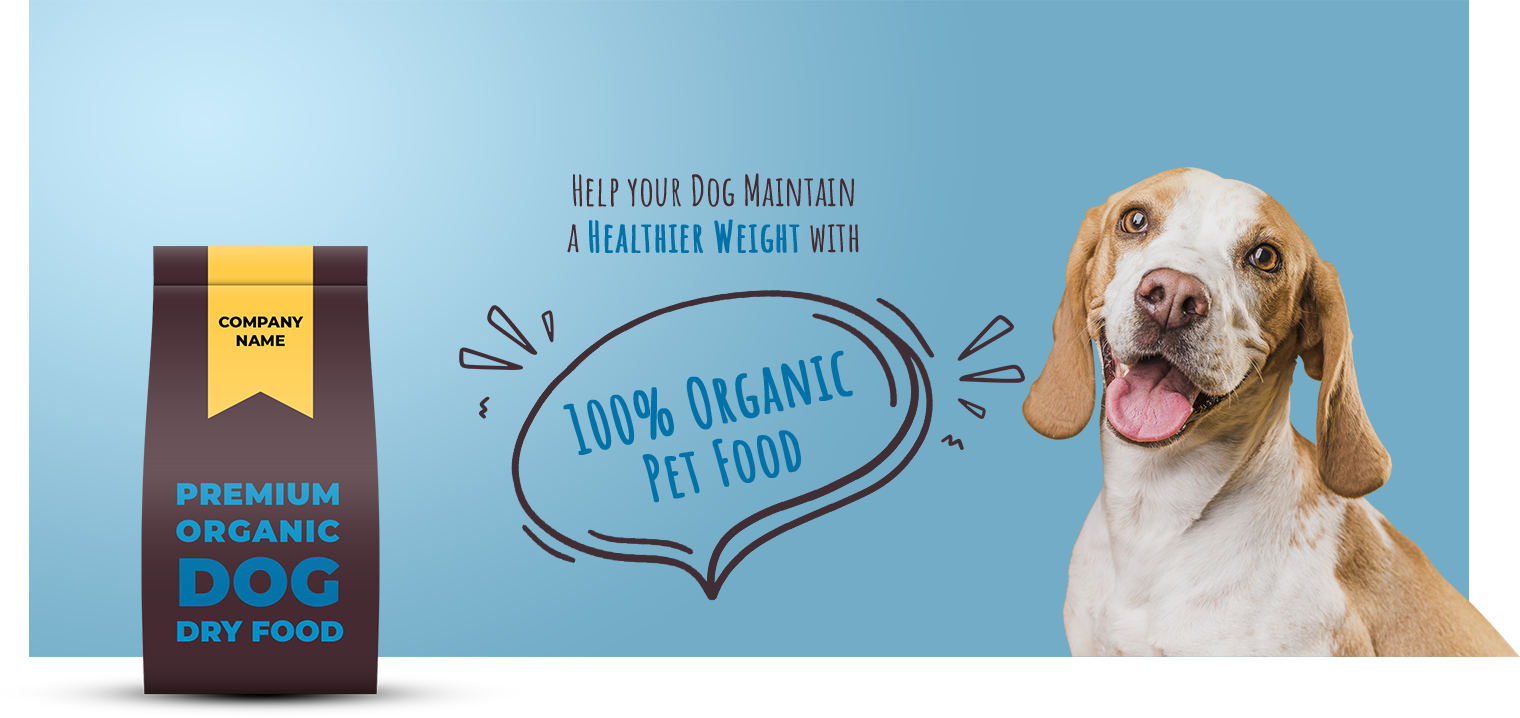 Help your Dog Maintain
a Healthier Weight with
100% Organic
Pet Food
COMPANY
NAME
PREMIUM
ORGANIC
DOG
DRY FOOD